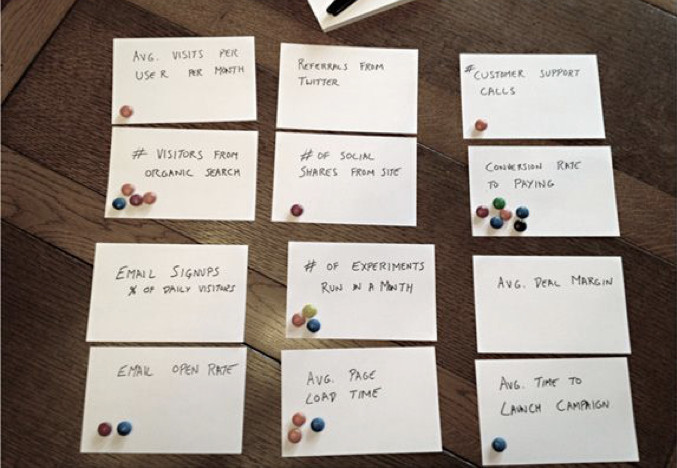 AVG. VISITS PER
USER PER MONTH
REFERRALS FROM
TWITTER
# CUSTOMER SUPPORT
CALLS
# VISITORS FROM
ORGANIC SEARCH
# OF SOCIAL
SHARES FROM SITE
CONVERSION RATE
TO PAYING
EMAIL SIGNUPS
% OF DAILY VISITORS
# OF EXPERIMENTS
RUN IN A MONTH
AVG. DEAL MARGIN
EMAIL OPEN RATE
AVG. PAGE
LOAD TIME
AVG. TIME TO
LAUNCH CAMPAIGN